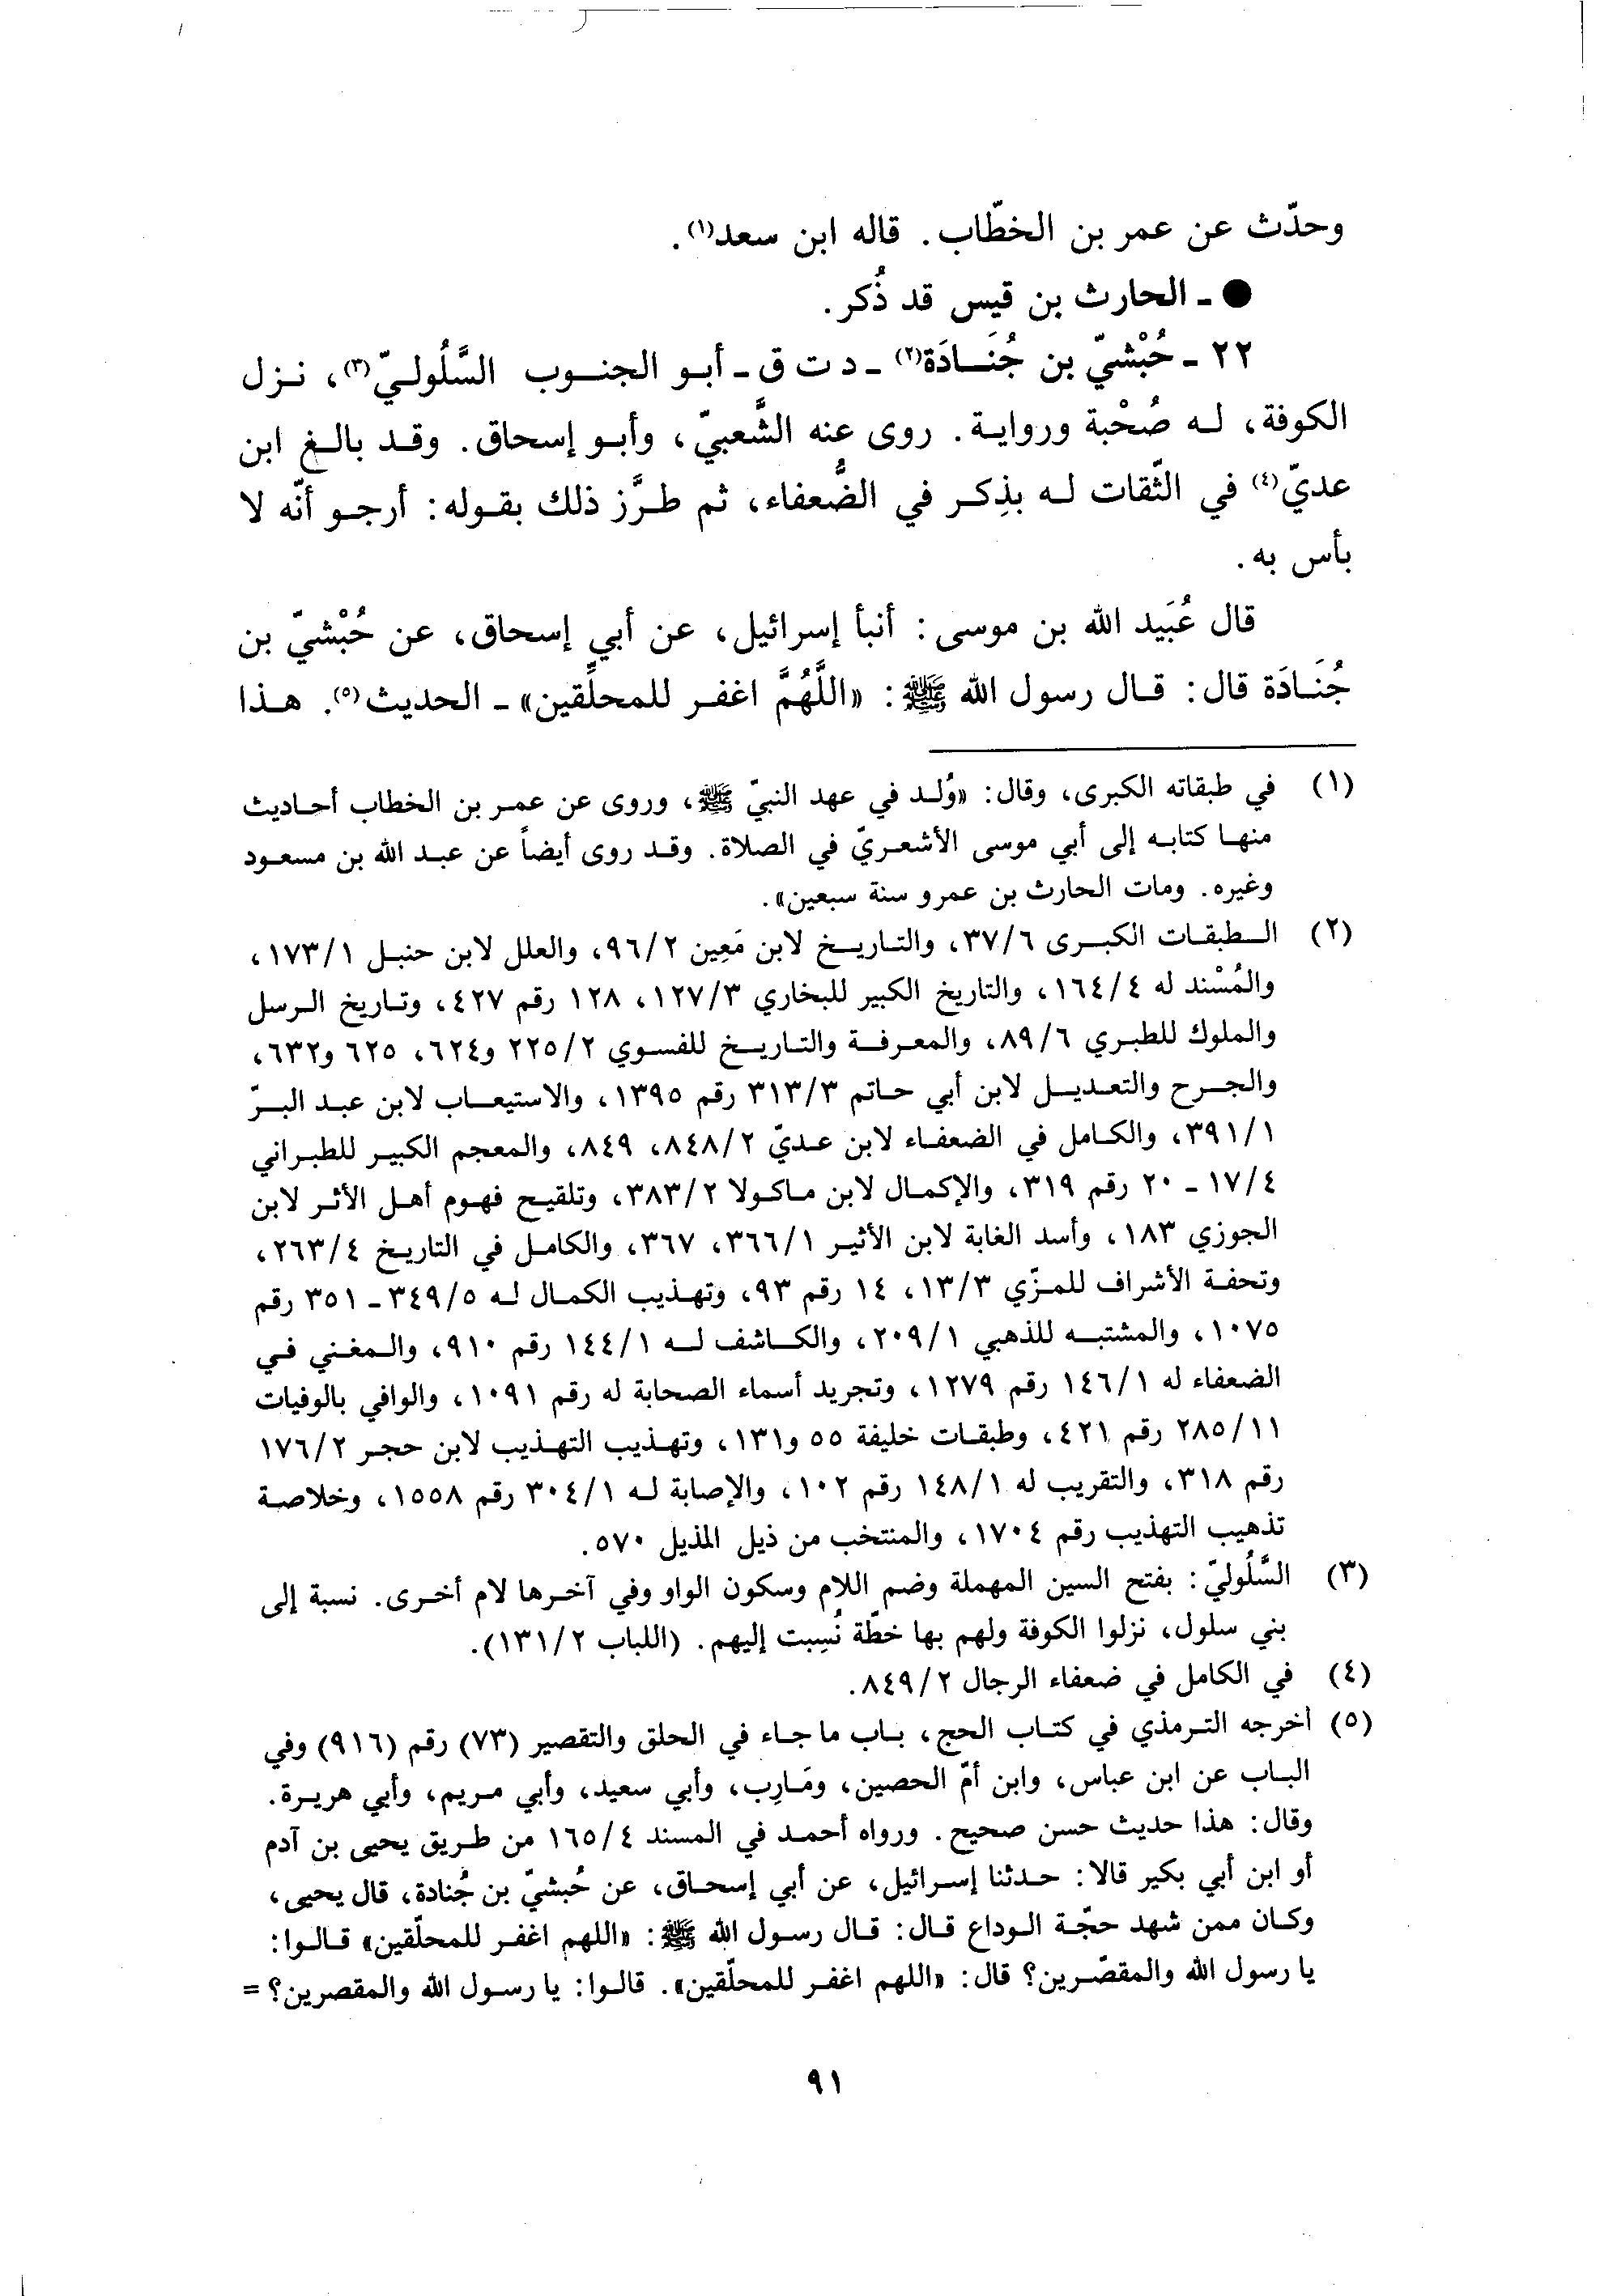 وحدّث عن عمر بن الخطّاب. قاله ابن سعد(١).
● ـ الحارث بن قيس قد ذُكر.
٢٢ ـ حُبْشيّ بن جُنَادَة(٢) ـ د ت ق ـ أبو الجنوب السَّلُوليّ(٣)، نزل
الكوفة، له صُحْبة ورواية. روى عنه الشَّعبيّ، وأبو إسحاق. وقد بالغ ابن
عديّ(٤) في الثّقات له بذِكر في الضُّعفاء، ثم طرَّز ذلك بقوله: أرجو أنّه لا
بأس به.
قال عُبَيد الله بن موسى: أنبأ إسرائيل، عن أبي إسحاق، عن حُبْشيّ بن
جُنَادَة قال: قال رسول الله ﷺ: «اللَّهُمَّ اغفر للمحلِّقين» ـ الحديث(٥). هذا
(١) في طبقاته الكبرى، وقال: «وُلد في عهد النبيّ ﷺ، وروى عن عمر بن الخطاب أحاديث
منها كتابه إلى أبي موسى الأشعريّ في الصلاة. وقد روى أيضاً عن عبد الله بن مسعود
وغيره. ومات الحارث بن عمرو سنة سبعين».
(٢) الطبقات الكبرى ٣٧/٦، والتاريخ لابن مَعِين ٩٦/٢، والعلل لابن حنبل ١٧٣/١،
والمُسْند له ١٦٤/٤، والتاريخ الكبير للبخاري ١٢٧/٣، ١٢٨ رقم ٤٢٧، وتاريخ الرسل
والملوك للطبري ٨٩/٦، والمعرفة والتاريخ للفسوي ٢٢٥/٢ و٦٢٤، ٦٢٥ و٦٣٢،
والجرح والتعديل لابن أبي حاتم ٣١٣/٣ رقم ١٣٩٥، والاستيعاب لابن عبد البرّ
٣٩١/١، والكامل في الضعفاء لابن عديّ ٨٤٨/٢، ٨٤٩، والمعجم الكبير للطبراني
١٧/٤ ـ ٢٠ رقم ٣١٩، والإكمال لابن ماكولا ٣٨٣/٢، وتلقيح فهوم أهل الأثر لابن
الجوزي ١٨٣، وأسد الغابة لابن الأثير ٣٦٦/١، ٣٦٧، والكامل في التاريخ ٢٦٣/٤،
وتحفة الأشراف للمزّي ١٣/٣، ١٤ رقم ٩٣، وتهذيب الكمال له ٣٤٩/٥ ـ ٣٥١ رقم
١٠٧٥، والمشتبه للذهبي ٢٠٩/١، والكاشف له ١٤٤/١ رقم ٩١٠، والمغني في
الضعفاء له ١٤٦/١ رقم ١٢٧٩، وتجريد أسماء الصحابة له رقم ١٠٩١، والوافي بالوفيات
٢٨٥/١١ رقم ٤٢١، وطبقات خليفة ٥٥ و١٣١، وتهذيب التهذيب لابن حجر ١٧٦/٢
رقم ٣١٨، والتقريب له ١٤٨/١ رقم ١٠٢، والإصابة له ٣٠٤/١ رقم ١٥٥٨، وخلاصة
تذهيب التهذيب رقم ١٧٠٤، والمنتخب من ذيل المذيل ٥٧٠.
(٣) السَّلُوليّ: بفتح السين المهملة وضم اللام وسكون الواو وفي آخرها لام أخرى. نسبة إلى
بني سلول، نزلوا الكوفة ولهم بها خطّة نُسِبت إليهم. (اللباب ١٣١/٢).
(٤) في الكامل في ضعفاء الرجال ٨٤٩/٢.
(٥) أخرجه الترمذي في كتاب الحج، باب ما جاء في الحلق والتقصير (٧٣) رقم (٩١٦) وفي
الباب عن ابن عباس، وابن أمّ الحصين، ومَارِب، وأبي سعيد، وأبي مريم، وأبي هريرة.
وقال: هذا حديث حسن صحيح. ورواه أحمد في المسند ١٦٥/٤ من طريق يحيى بن آدم
أو ابن أبي بكير قالا: حدثنا إسرائيل، عن أبي إسحاق، عن حُبشيّ بن جُنادة، قال يحيى،
وكان ممن شهد حجّة الوداع قال: قال رسول الله ﷺ: «اللهم اغفر للمحلّقين» قالوا:
يا رسول الله والمقصّرين؟ قال: «اللهم اغفر للمحلّقين». قالوا: يا رسول الله والمقصرين؟ =
٩١